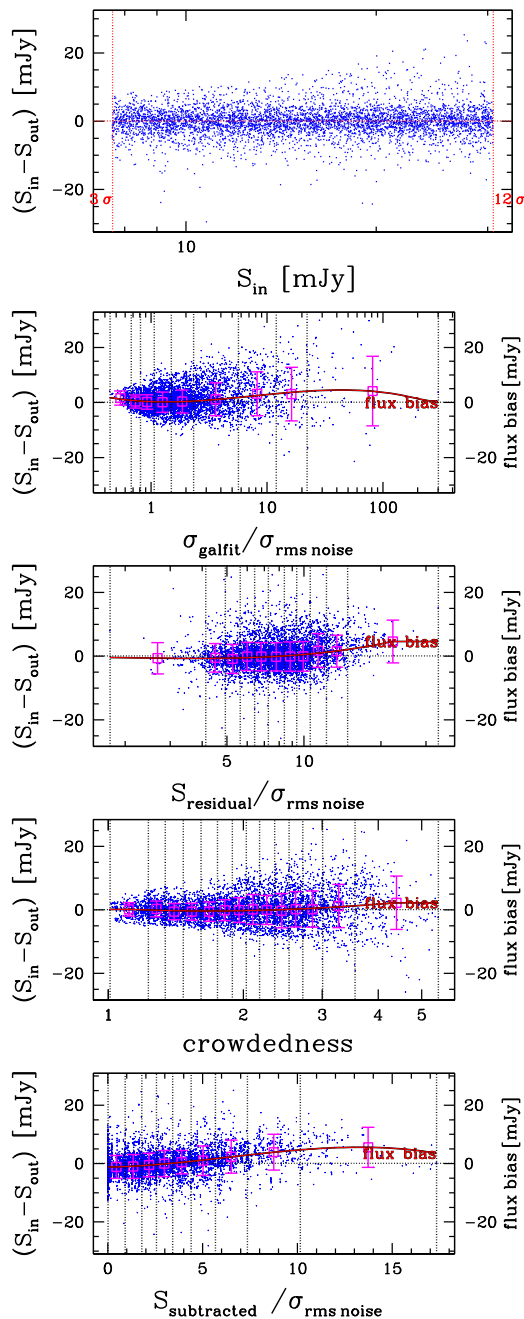 (S_in−S_out) [mJy]
20
0
−20
3 σ
12 σ
10
S_in [mJy]
(S_in−S_out) [mJy]
20
0
−20
flux bias
20
0
−20
flux bias [mJy]
1
10
100
σ_galfit/σ_rms noise
(S_in−S_out) [mJy]
20
0
−20
flux bias
20
0
−20
flux bias [mJy]
5
10
S_residual/σ_rms noise
(S_in−S_out) [mJy]
20
0
−20
flux bias
20
0
−20
flux bias [mJy]
1
2
3
4
5
crowdedness
(S_in−S_out) [mJy]
20
0
−20
flux bias
20
0
−20
flux bias [mJy]
0
5
10
15
S_subtracted /σ_rms noise